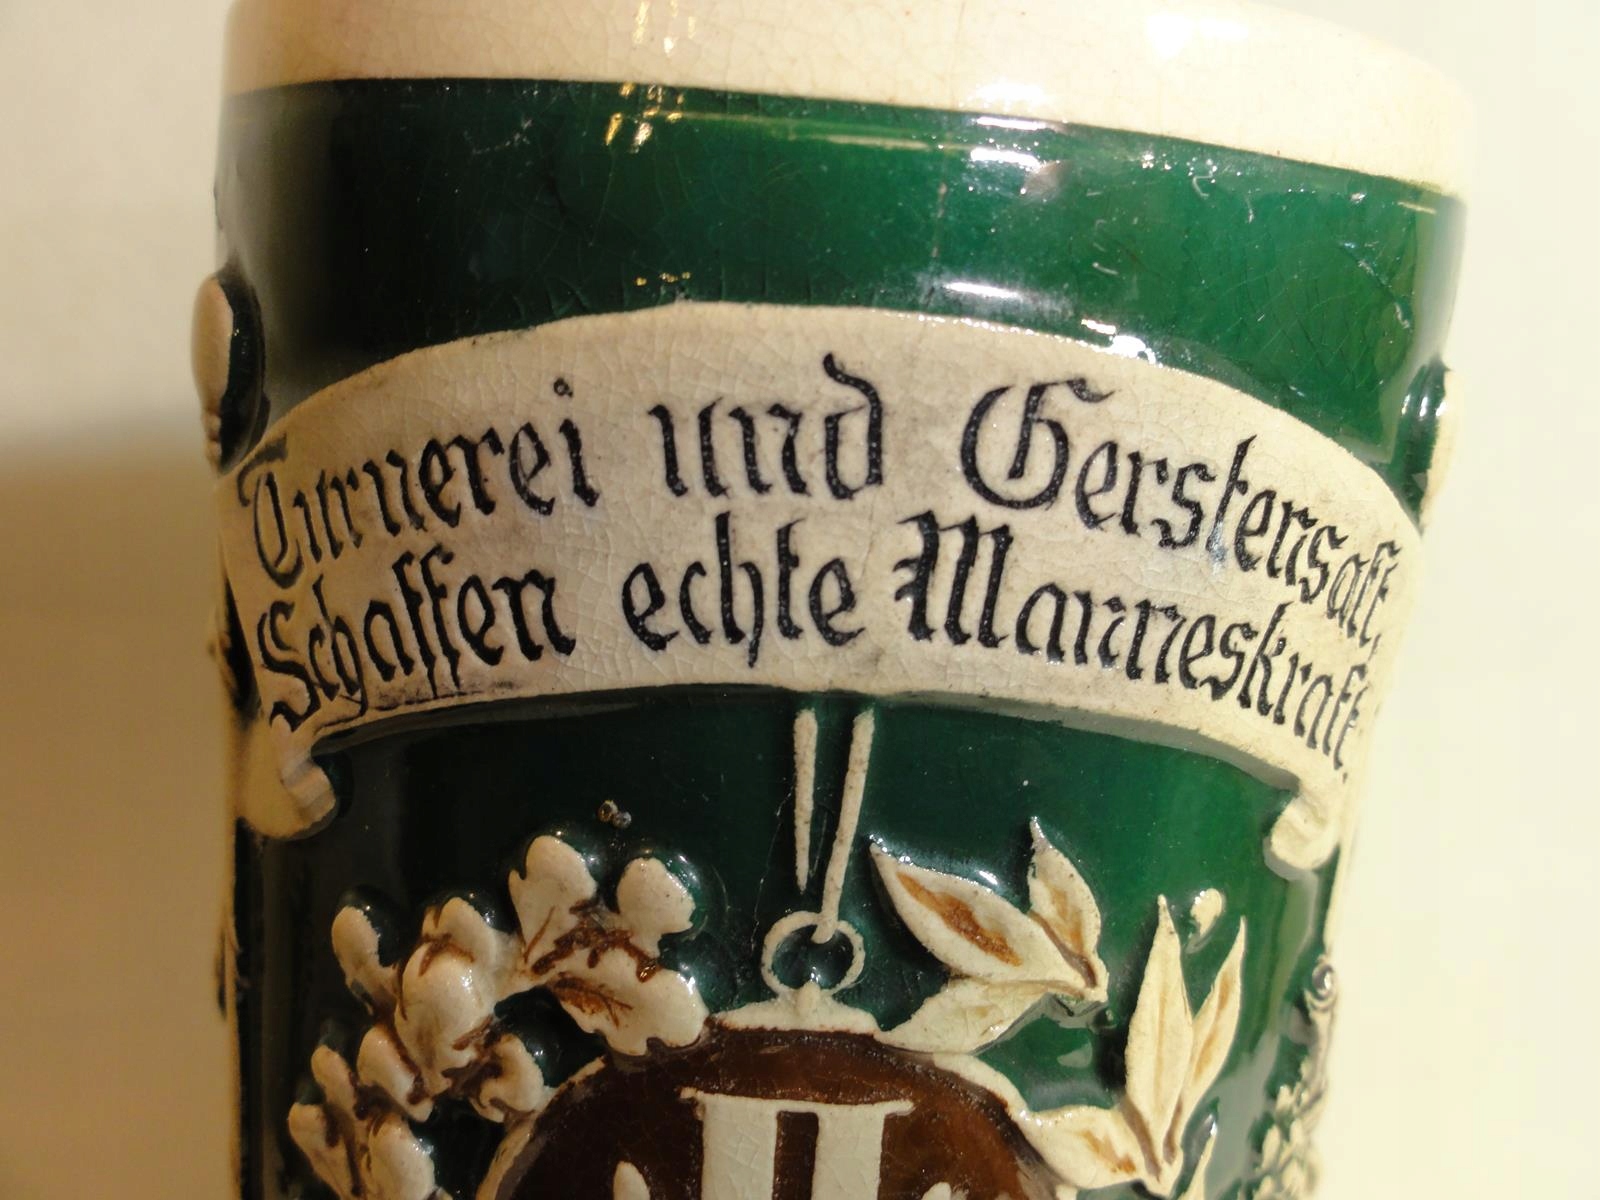 Turnerei und Gerstensaft,
Schaffen echte Manneskraft.